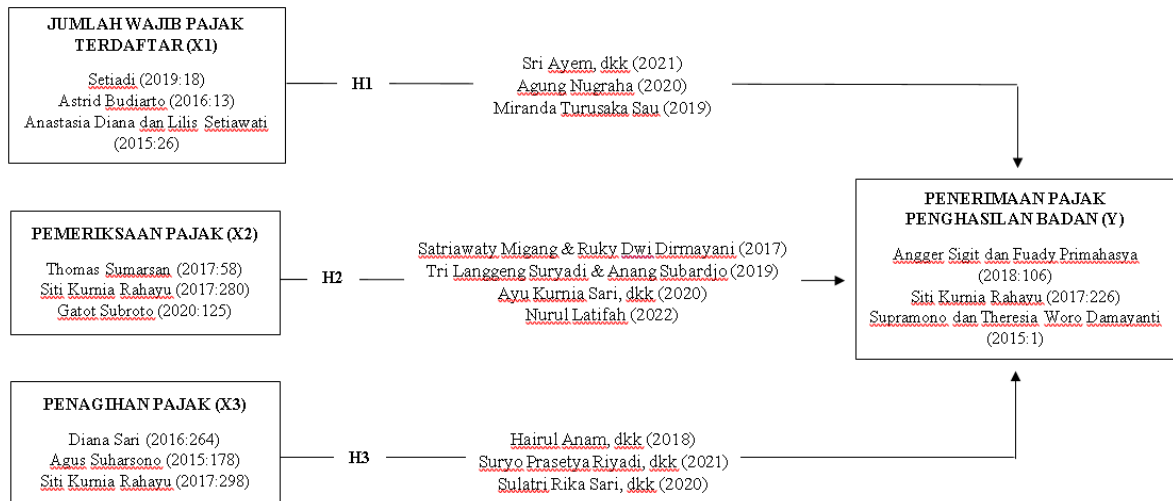 JUMLAH WAJIB PAJAK
TERDAFTAR (X1)
Setiadi (2019:18)
Astrid Budiarto (2016:13)
Anastasia Diana dan Lilis Setiawati
(2015:26)
H1
Sri Ayem, dkk (2021)
Agung Nugraha (2020)
Miranda Turusaka Sau (2019)
PEMERIKSAAN PAJAK (X2)
Thomas Sumarsan (2017:58)
Siti Kurnia Rahayu (2017:280)
Gatot Subroto (2020:125)
H2
Satriawaty Migang & Ruky Dwi Dirmayani (2017)
Tri Langgeng Suryadi & Anang Subardjo (2019)
Ayu Kurnia Sari, dkk (2020)
Nurul Latifah (2022)
PENERIMAAN PAJAK
PENGHASILAN BADAN (Y)
Angger Sigit dan Fuady Primahasya
(2018:106)
Siti Kurnia Rahayu (2017:226)
Supramono dan Theresia Woro Damayanti
(2015:1)
PENAGIHAN PAJAK (X3)
Diana Sari (2016:264)
Agus Suharsono (2015:178)
Siti Kurnia Rahayu (2017:298)
H3
Hairul Anam, dkk (2018)
Suryo Prasetya Riyadi, dkk (2021)
Sulatri Rika Sari, dkk (2020)